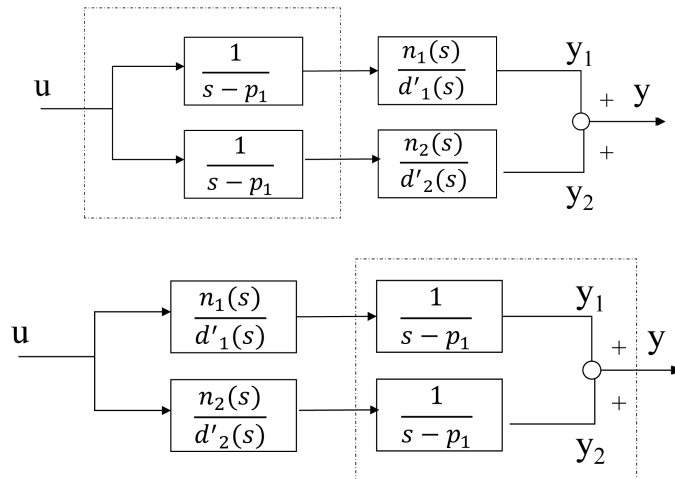 u
1
s − p₁
n₁(s)
d′₁(s)
y₁
+
y
1
s − p₁
n₂(s)
d′₂(s)
+
y₂
u
n₁(s)
d′₁(s)
1
s − p₁
y₁
+
y
n₂(s)
d′₂(s)
1
s − p₁
+
y₂